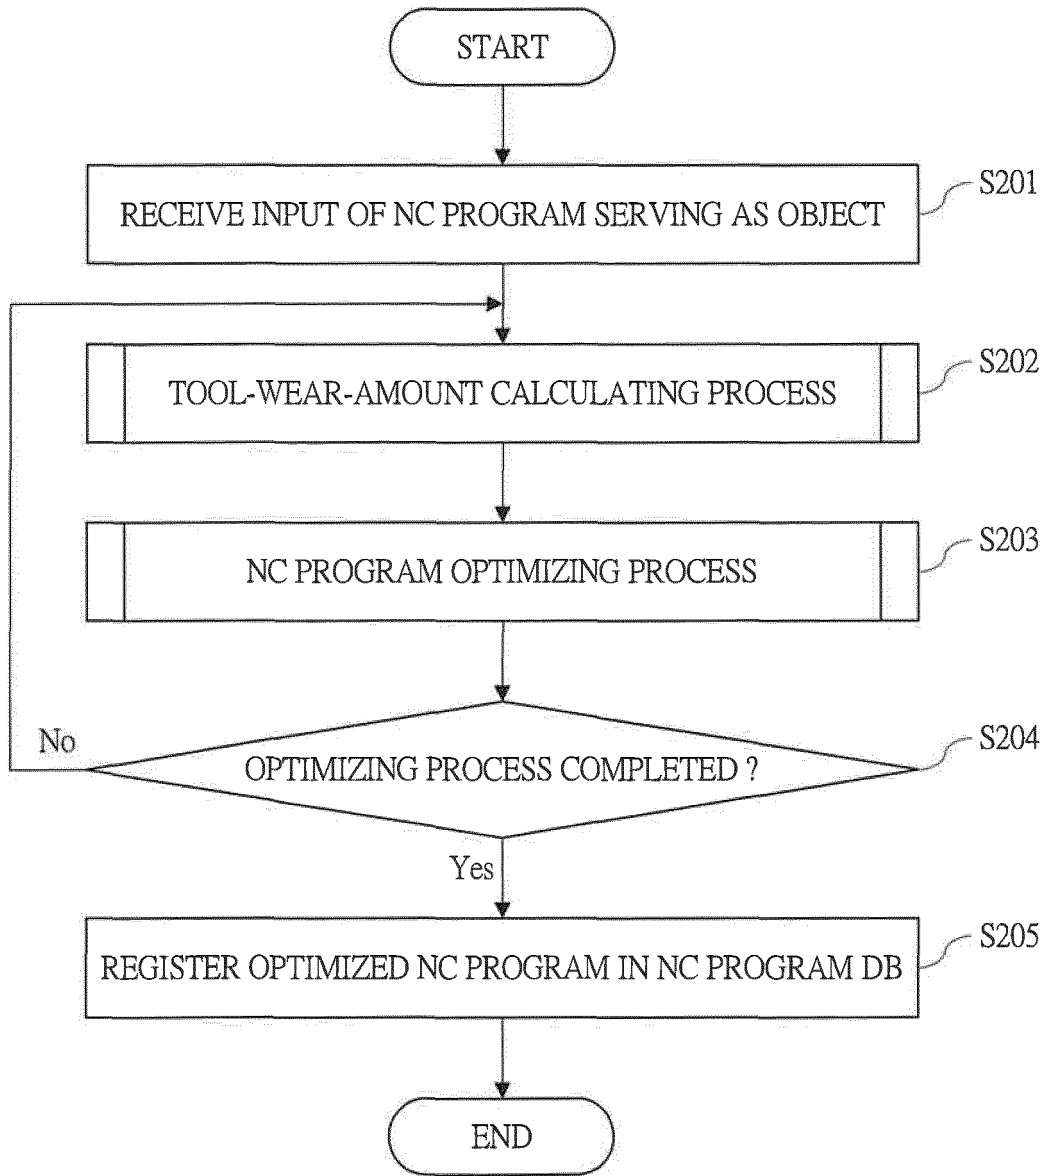 START
RECEIVE INPUT OF NC PROGRAM SERVING AS OBJECT
S201
TOOL-WEAR-AMOUNT CALCULATING PROCESS
S202
NC PROGRAM OPTIMIZING PROCESS
S203
No
OPTIMIZING PROCESS COMPLETED ?
S204
Yes
REGISTER OPTIMIZED NC PROGRAM IN NC PROGRAM DB
S205
END